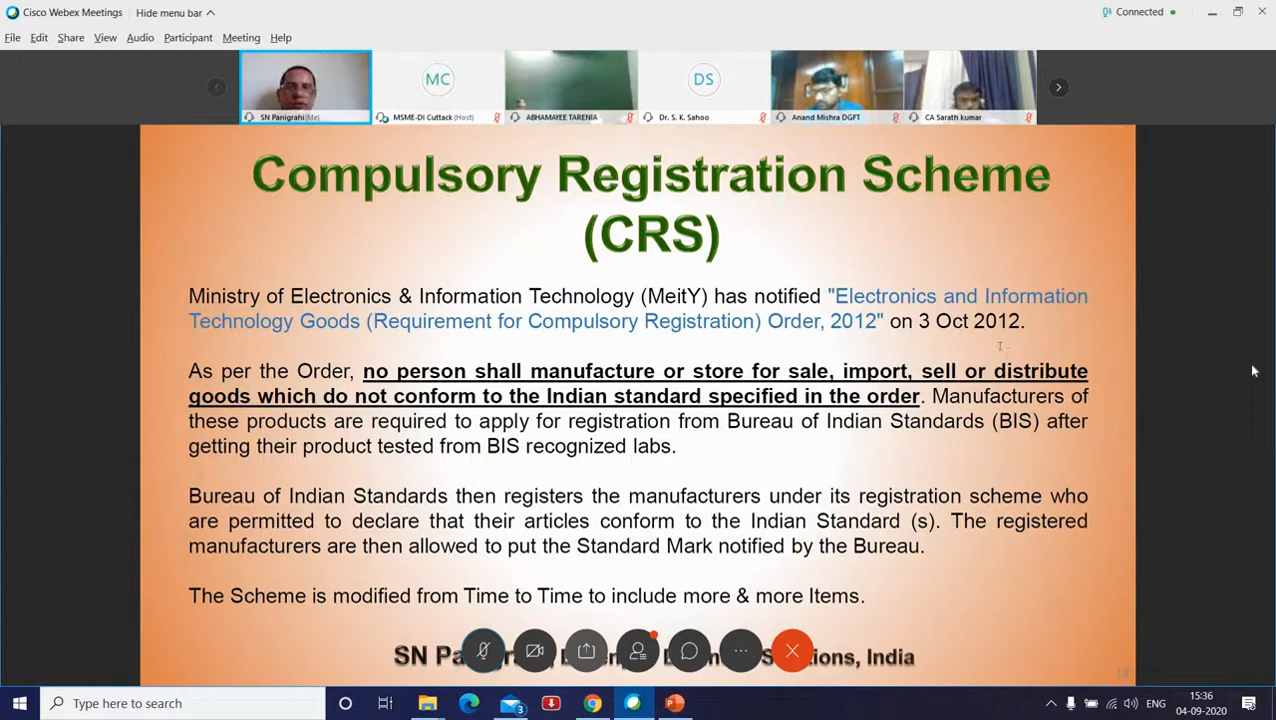 Cisco Webex Meetings
Hide menu bar
Connected
File Edit Share View Audio Participant Meeting Help
MC
DS
SN Panigrahi (Me)
MSME-DI Cuttack (Host)
ABHAMAYEE TARENIA
Dr. S. K. Sahoo
Anand Mishra DGFT
CA Sarath kumar
Compulsory Registration Scheme
(CRS)
Ministry of Electronics & Information Technology (MeitY) has notified "Electronics and Information
Technology Goods (Requirement for Compulsory Registration) Order, 2012" on 3 Oct 2012.
As per the Order, no person shall manufacture or store for sale, import, sell or distribute
goods which do not conform to the Indian standard specified in the order. Manufacturers of
these products are required to apply for registration from Bureau of Indian Standards (BIS) after
getting their product tested from BIS recognized labs.
Bureau of Indian Standards then registers the manufacturers under its registration scheme who
are permitted to declare that their articles conform to the Indian Standard (s). The registered
manufacturers are then allowed to put the Standard Mark notified by the Bureau.
The Scheme is modified from Time to Time to include more & more Items.
SN India
Type here to search
3
ENG
15:36
04-09-2020